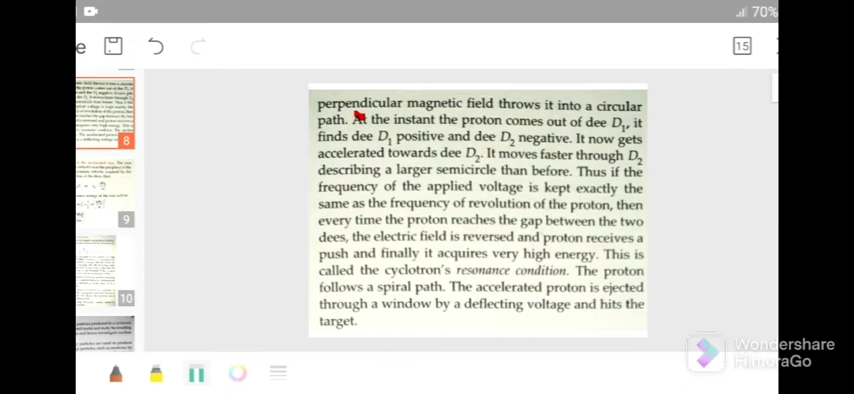 70%
e
15
perpendicular magnetic field throws it into a circular
path. At the instant the proton comes out of dee D₁, it
finds dee D₁ positive and dee D₂ negative. It now gets
accelerated towards dee D₂. It moves faster through D₂
describing a larger semicircle than before. Thus if the
frequency of the applied voltage is kept exactly the
same as the frequency of revolution of the proton, then
every time the proton reaches the gap between the two
dees, the electric field is reversed and proton receives a
push and finally it acquires very high energy. This is
called the cyclotron's resonance condition. The proton
follows a spiral path. The accelerated proton is ejected
through a window by a deflecting voltage and hits the
target.
8
9
10
Wondershare
FilmoraGo